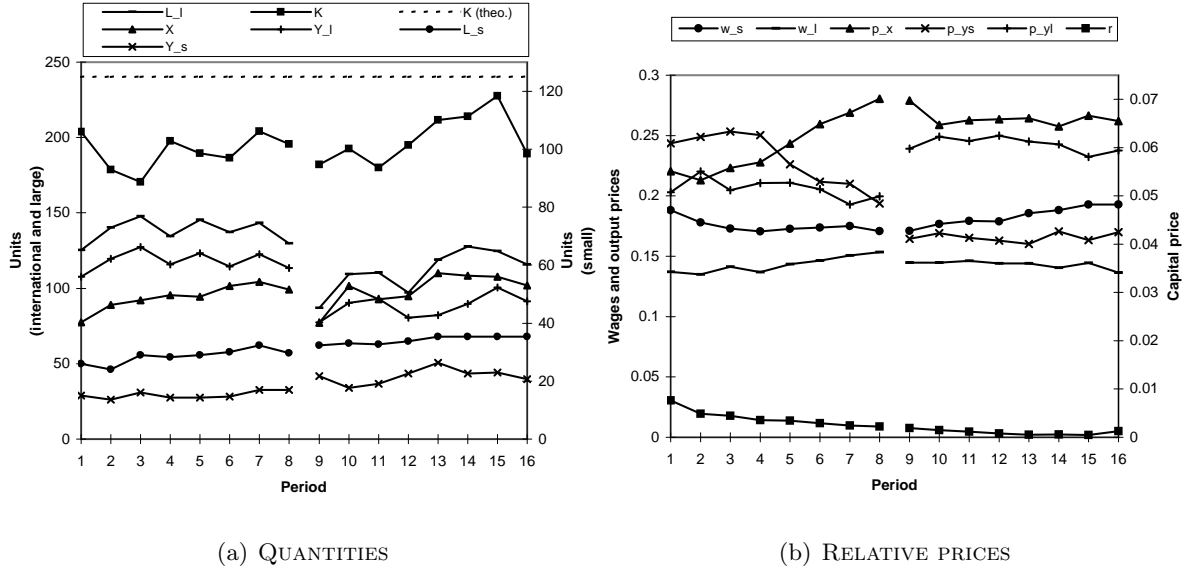 L_l K K (theo.)
X Y_l L_s
Y_s
250
200
150
100
50
0
Units
(international and large)
120
100
80
60
40
20
0
Units
(small)
1 2 3 4 5 6 7 8 9 10 11 12 13 14 15 16
Period
(a) QUANTITIES
w_s w_l p_x p_ys p_yl r
0.3
0.25
0.2
0.15
0.1
0.05
0
Wages and output prices
0.07
0.06
0.05
0.04
0.03
0.02
0.01
0
Capital price
1 2 3 4 5 6 7 8 9 10 11 12 13 14 15 16
Period
(b) RELATIVE PRICES